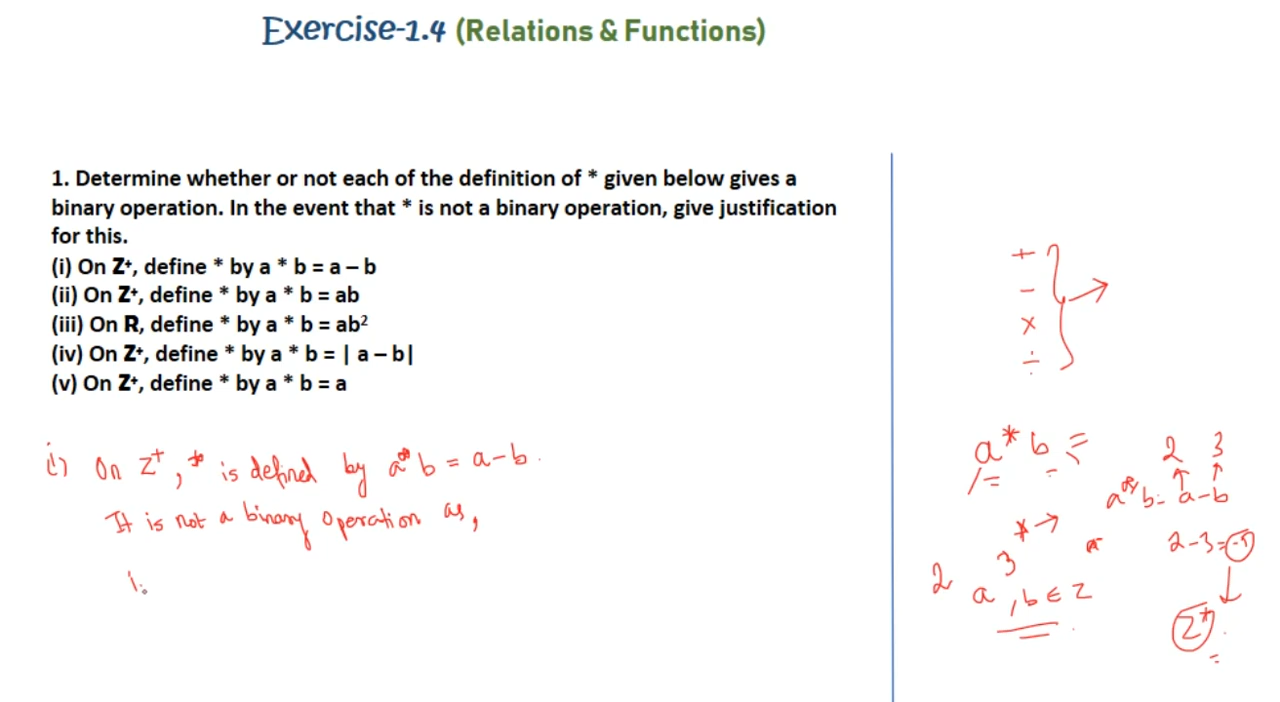 Exercise-1.4 (Relations & Functions)
1. Determine whether or not each of the definition of * given below gives a
binary operation. In the event that * is not a binary operation, give justification
for this.
(i) On Z⁺, define * by a * b = a – b
(ii) On Z⁺, define * by a * b = ab
(iii) On R, define * by a * b = ab²
(iv) On Z⁺, define * by a * b = | a – b|
(v) On Z⁺, define * by a * b = a
i) On Z⁺, * is defined by a * b = a - b.
It is not a binary operation as,
i.
+
-
×
÷
a * b =
2 3
a * b = a - b
* →
2 - 3 = -1
2 3
a, b ∈ Z
Z⁺